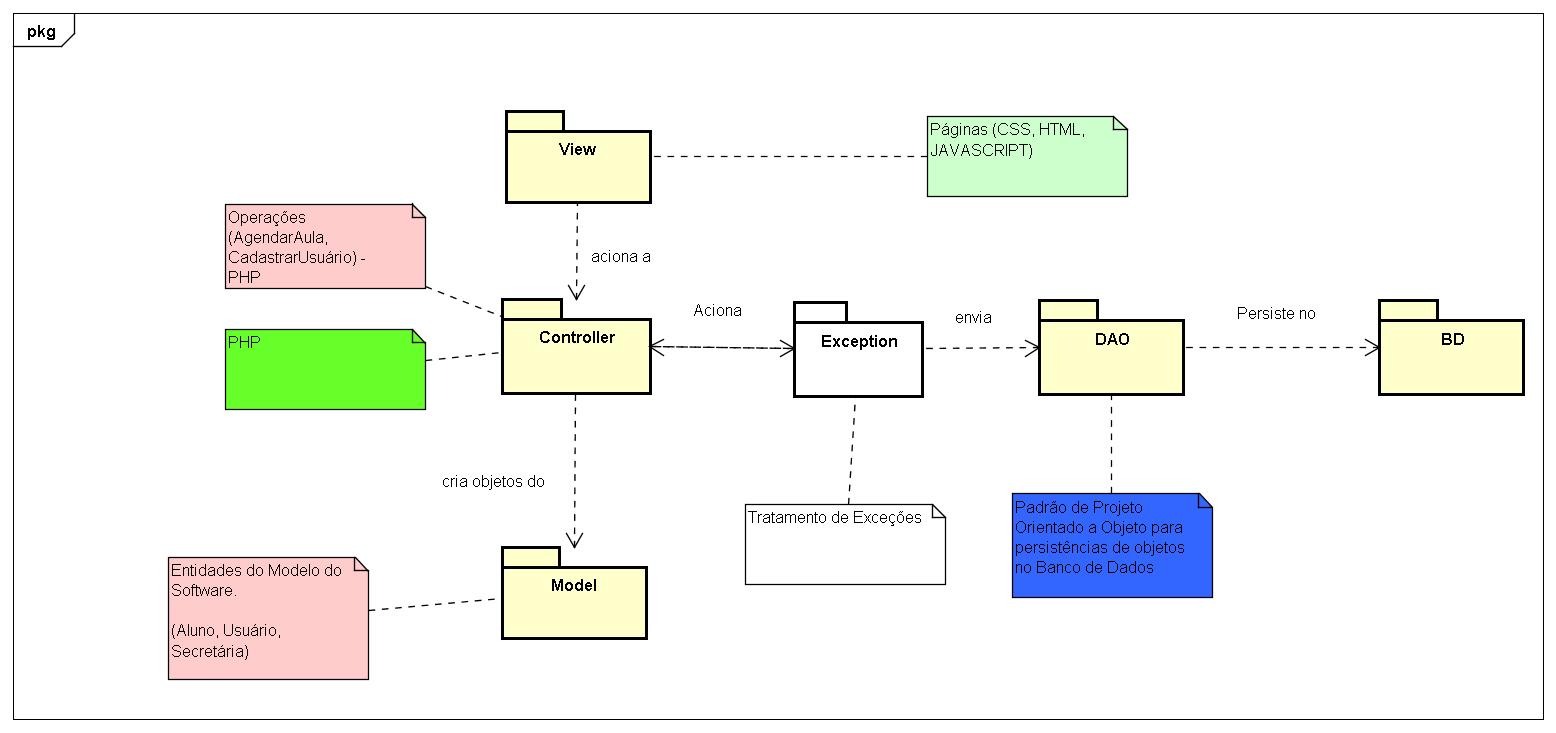 pkg
View
Páginas (CSS, HTML,
JAVASCRIPT)
Operações
(AgendarAula,
CadastrarUsuário) -
PHP
aciona a
PHP
Controller
Aciona
Exception
envia
DAO
Persiste no
BD
cria objetos do
Tratamento de Exceções
Padrão de Projeto
Orientado a Objeto para
persistências de objetos
no Banco de Dados
Entidades do Modelo do
Software.
(Aluno, Usuário,
Secretária)
Model